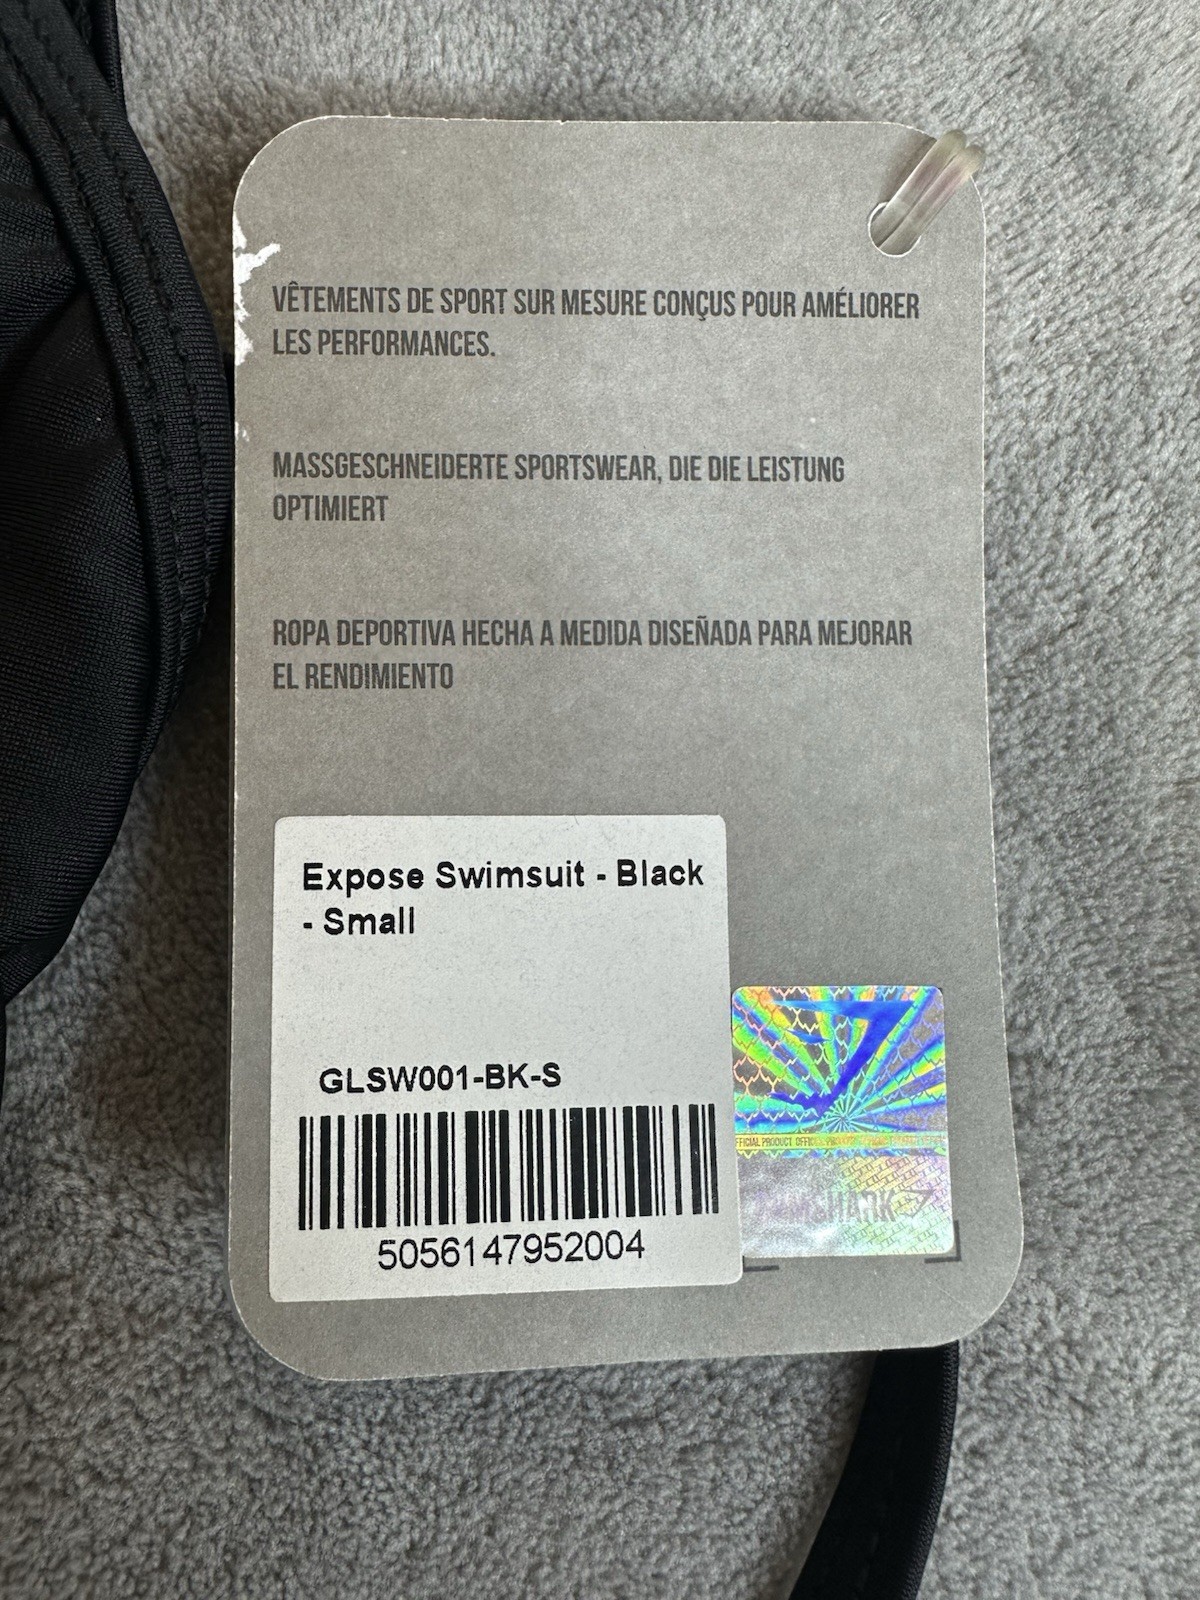 VÊTEMENTS DE SPORT SUR MESURE CONÇUS POUR AMÉLIORER
LES PERFORMANCES.
MASSGESCHNEIDERTE SPORTSWEAR, DIE DIE LEISTUNG
OPTIMIERT
ROPA DEPORTIVA HECHA A MEDIDA DISEÑADA PARA MEJORAR
EL RENDIMIENTO
Expose Swimsuit - Black
- Small
GLSW001-BK-S
5056147952004
PRODUCT